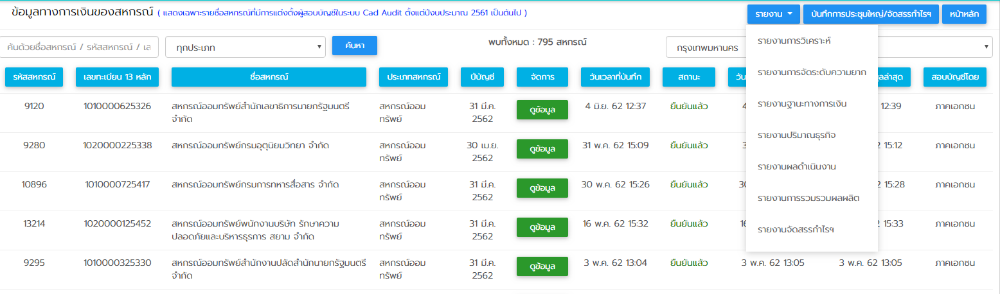 ข้อมูลทางการเงินของสหกรณ์ ( แสดงเฉพาะรายชื่อสหกรณ์ที่มีการแต่งตั้งผู้สอบบัญชีในระบบ Cad Audit ตั้งแต่ปีงบประมาณ 2561 เป็นต้นไป )
รายงาน บันทึกการประชุมใหญ่/จัดสรรกำไรฯ หน้าหลัก
ค้นด้วยชื่อสหกรณ์ / รหัสสหกรณ์ / เล ทุกประเภท ค้นหา พบทั้งหมด : 795 สหกรณ์ กรุงเทพมหานคร
รายงานการวิเคราะห์
รายงานการจัดระดับความยาก
รายงานฐานะทางการเงิน
รายงานปริมาณธุรกิจ
รายงานผลดำเนินงาน
รายงานการรวมรวมผลผลิต
รายงานจัดสรรกำไรฯ
รหัสสหกรณ์ เลขทะเบียน 13 หลัก ชื่อสหกรณ์ ประเภทสหกรณ์ ปีบัญชี จัดการ วันเวลาที่บันทึก สถานะ วัน ูลล่าสุด สอบบัญชีโดย
9120 1010000625326 สหกรณ์ออมทรัพย์สำนักเลขาธิการนายกรัฐมนตรี สหกรณ์ออม 31 มี.ค. ดูข้อมูล 4 มิ.ย. 62 12:37 ยืนยันแล้ว 4 12:39 ภาคเอกชน
จำกัด ทรัพย์ 2562
9280 1020000225338 สหกรณ์ออมทรัพย์กรมอุตุนิยมวิทยา จำกัด สหกรณ์ออม 30 เม.ย. ดูข้อมูล 31 พ.ค. 62 15:09 ยืนยันแล้ว 3 2 15:12 ภาคเอกชน
ทรัพย์ 2562
10896 1010000725417 สหกรณ์ออมทรัพย์กรมการทหารสื่อสาร จำกัด สหกรณ์ออม 31 มี.ค. ดูข้อมูล 30 พ.ค. 62 15:26 ยืนยันแล้ว 30 2 15:28 ภาคเอกชน
ทรัพย์ 2562
13214 1020000125452 สหกรณ์ออมทรัพย์พนักงานบริษัท รักษาความ สหกรณ์ออม 31 มี.ค. ดูข้อมูล 16 พ.ค. 62 15:32 ยืนยันแล้ว 16 2 15:33 ภาคเอกชน
ปลอดภัยและบริหารธุรการ สยาม จำกัด ทรัพย์ 2562
9295 1010000325330 สหกรณ์ออมทรัพย์สำนักงานปลัดสำนักนายกรัฐมนตรี สหกรณ์ออม 31 มี.ค. ดูข้อมูล 3 พ.ค. 62 13:04 ยืนยันแล้ว 3 พ.ค. 62 13:05 3 พ.ค. 62 13:05 ภาคเอกชน
จำกัด ทรัพย์ 2562